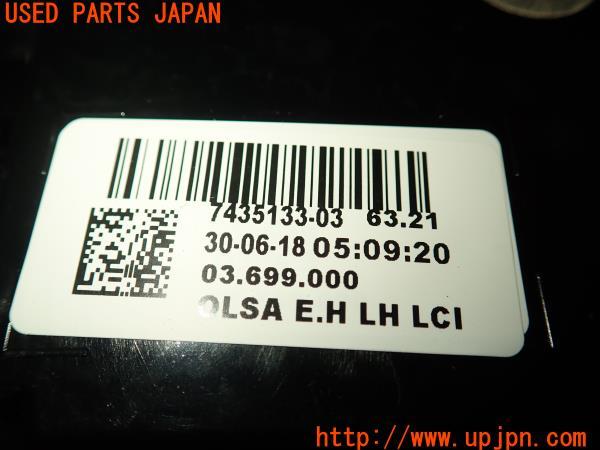 USED PARTS JAPAN
7435133-03 63.21
30-06-18 05:09:20
03.699.000
OLSA E.H LH LCI
http://www.upjpn.com